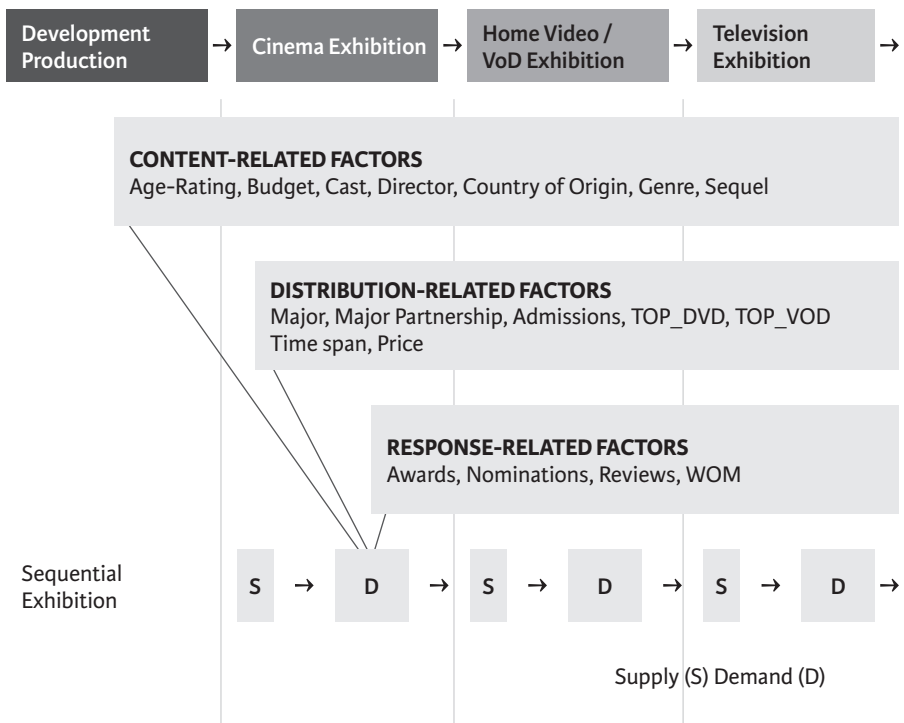 Development
Production
→
Cinema Exhibition
→
Home Video /
VoD Exhibition
→
Television
Exhibition
→
CONTENT-RELATED FACTORS
Age-Rating, Budget, Cast, Director, Country of Origin, Genre, Sequel
DISTRIBUTION-RELATED FACTORS
Major, Major Partnership, Admissions, TOP_DVD, TOP_VOD
Time span, Price
RESPONSE-RELATED FACTORS
Awards, Nominations, Reviews, WOM
Sequential
Exhibition
S → D → S → D → S → D →
Supply (S) Demand (D)